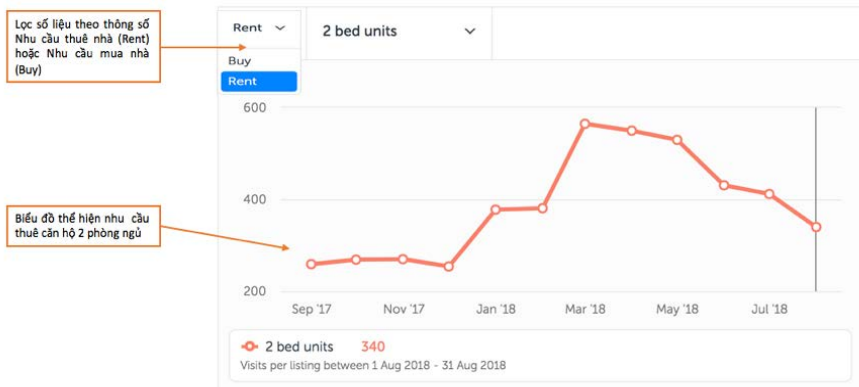 Lọc số liệu theo thông số
Nhu cầu thuê nhà (Rent)
hoặc Nhu cầu mua nhà
(Buy)
Rent
2 bed units
Buy
Rent
600
400
Biểu đồ thể hiện nhu cầu
thuê căn hộ 2 phòng ngủ
200
Sep '17
Nov '17
Jan '18
Mar '18
May '18
Jul '18
2 bed units 340
Visits per listing between 1 Aug 2018 - 31 Aug 2018